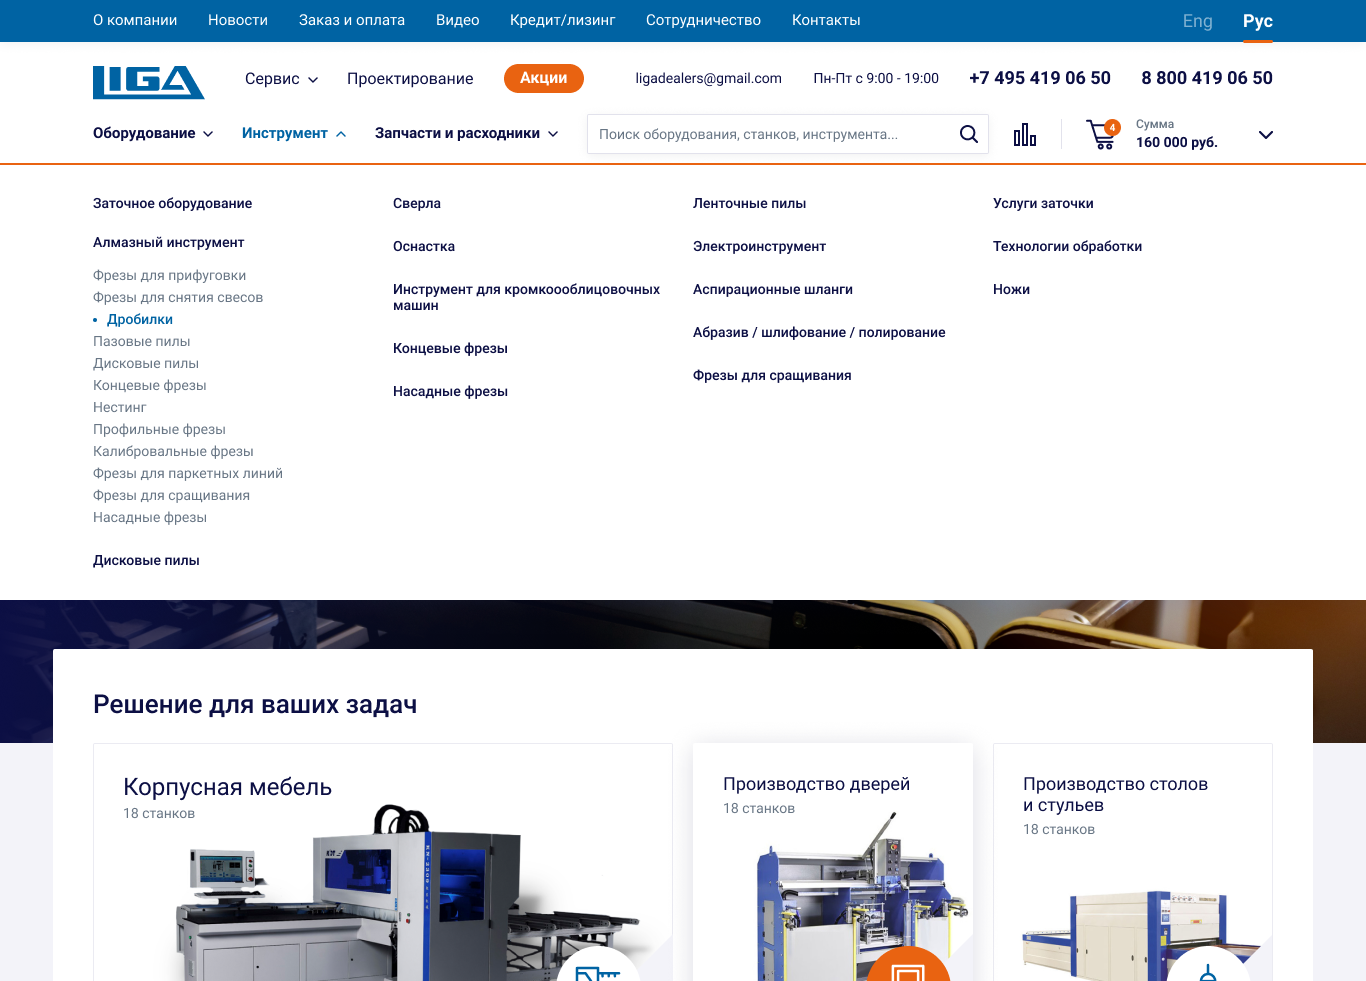 О компании Новости Заказ и оплата Видео Кредит/лизинг Сотрудничество Контакты Eng Рус
LIGA Сервис Проектирование Акции ligadealers@gmail.com Пн-Пт с 9:00 - 19:00 +7 495 419 06 50 8 800 419 06 50
Оборудование Инструмент Запчасти и расходники Поиск оборудования, станков, инструмента... 4 Сумма
160 000 руб.
Заточное оборудование
Алмазный инструмент
Фрезы для прифуговки
Фрезы для снятия свесов
• Дробилки
Пазовые пилы
Дисковые пилы
Концевые фрезы
Нестинг
Профильные фрезы
Калибровальные фрезы
Фрезы для паркетных линий
Фрезы для сращивания
Насадные фрезы
Дисковые пилы
Сверла
Оснастка
Инструмент для кромкоооблицовочных
машин
Концевые фрезы
Насадные фрезы
Ленточные пилы
Электроинструмент
Аспирационные шланги
Абразив / шлифование / полирование
Фрезы для сращивания
Услуги заточки
Технологии обработки
Ножи
Решение для ваших задач
Корпусная мебель
18 станков
Производство дверей
18 станков
Производство столов
и стульев
18 станков